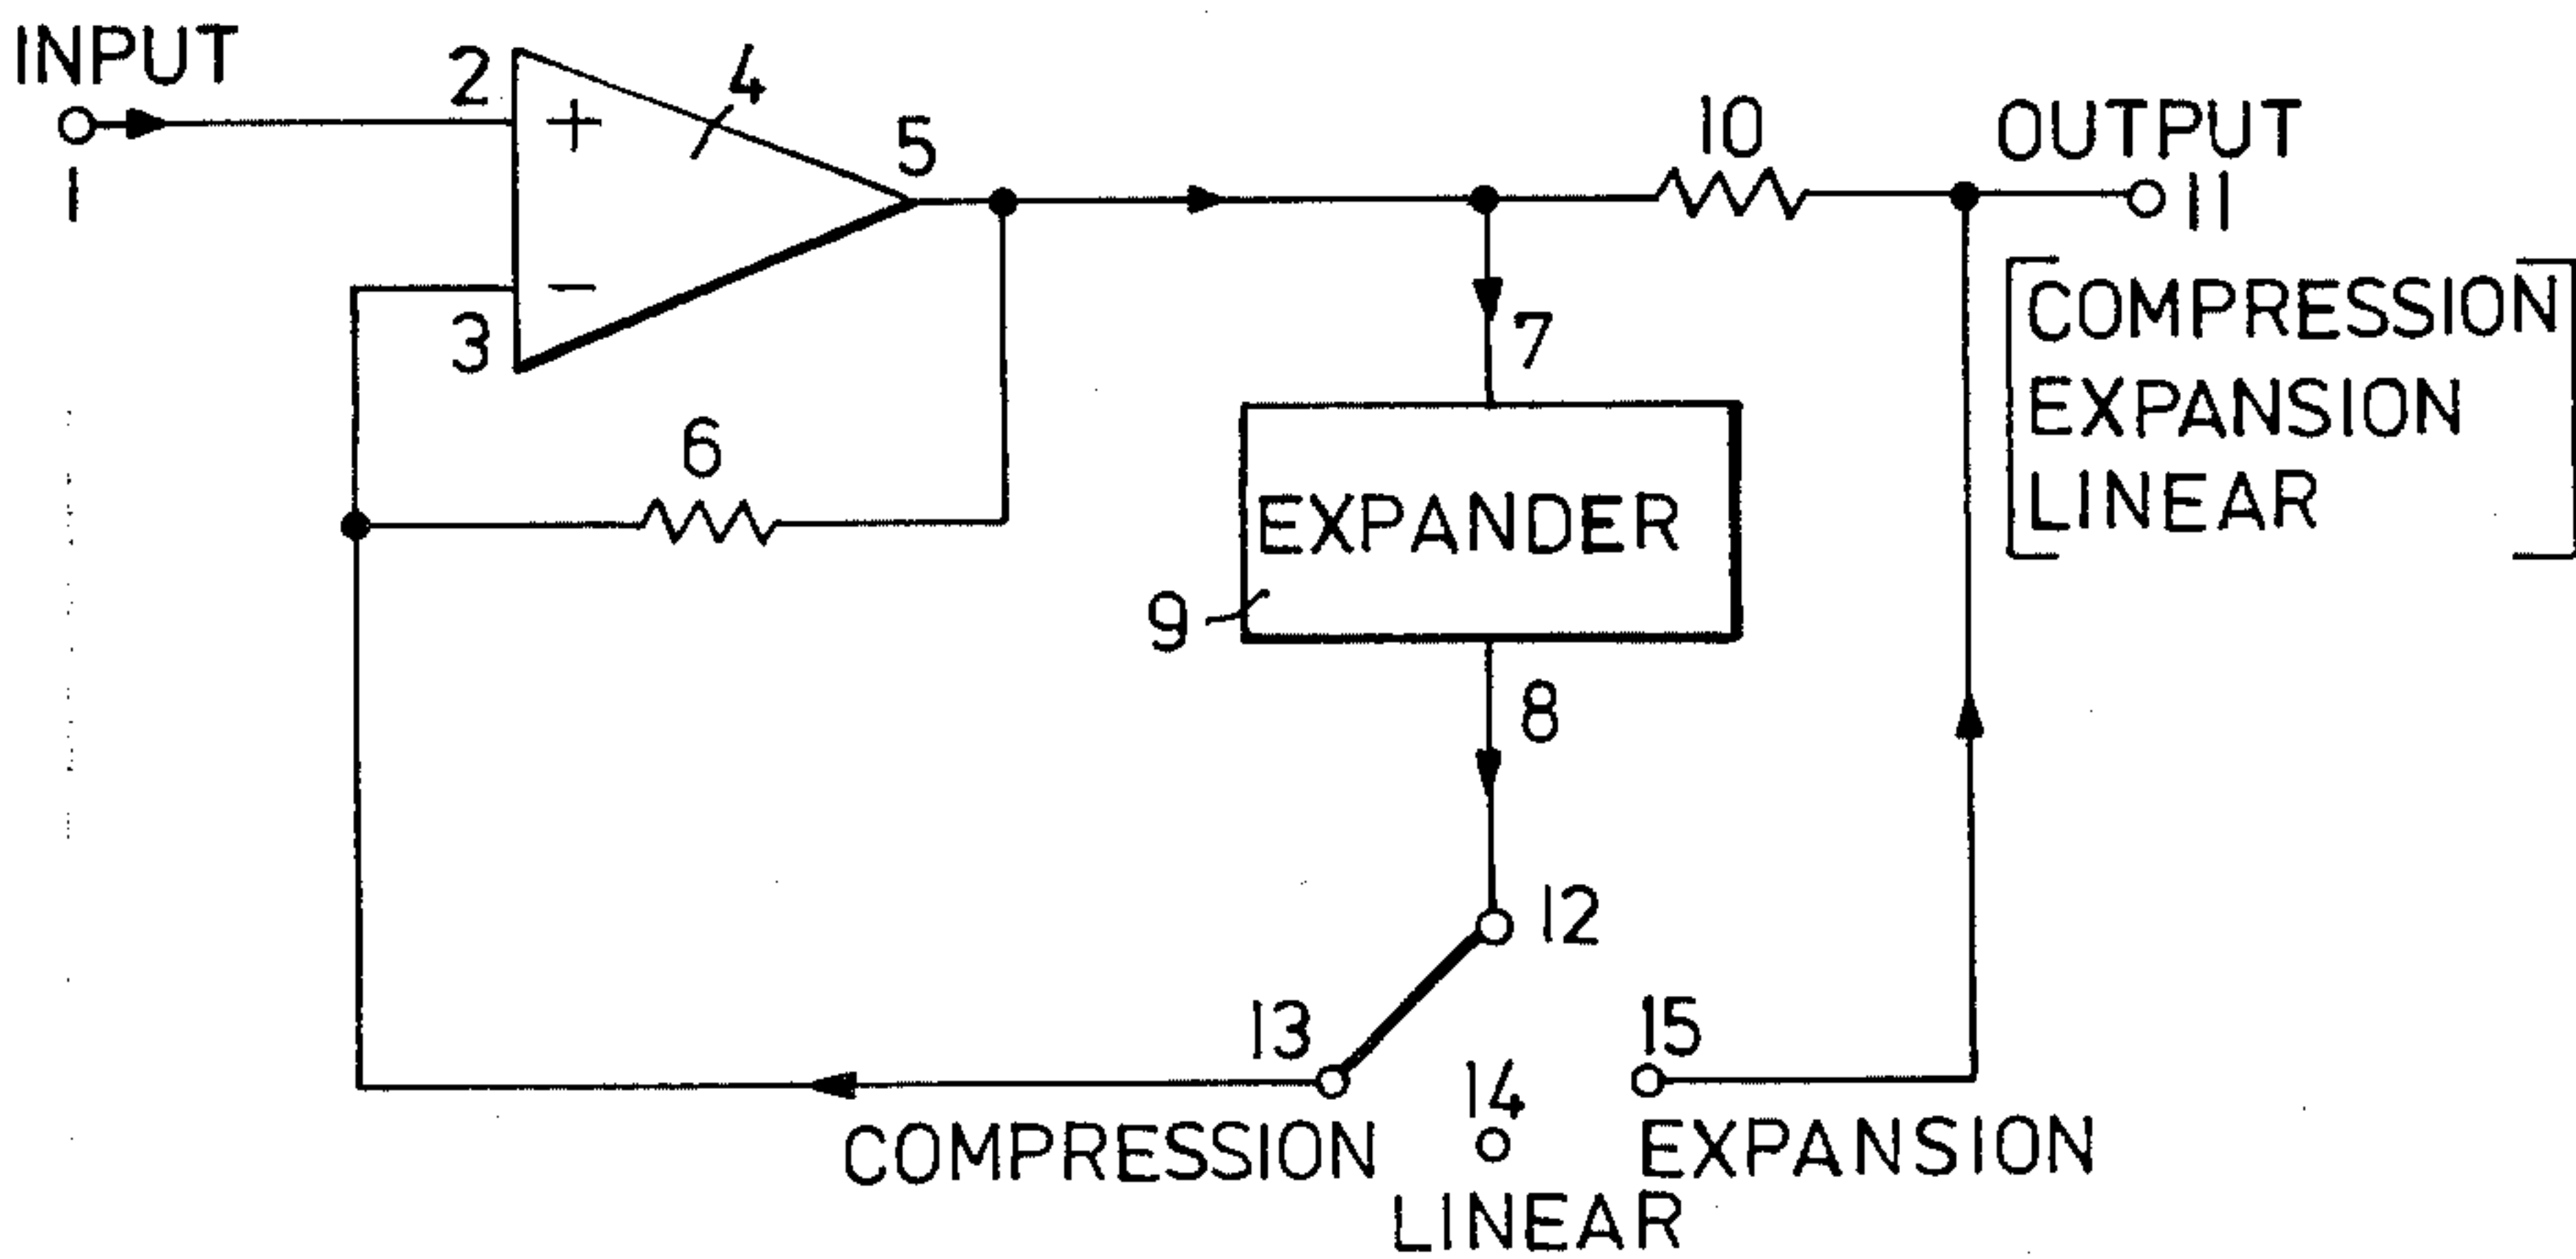 INPUT
1
2
+
4
5
3
-
6
10
OUTPUT
11
COMPRESSION
EXPANSION
LINEAR
7
EXPANDER
9
8
12
13
COMPRESSION
14
LINEAR
15
EXPANSION